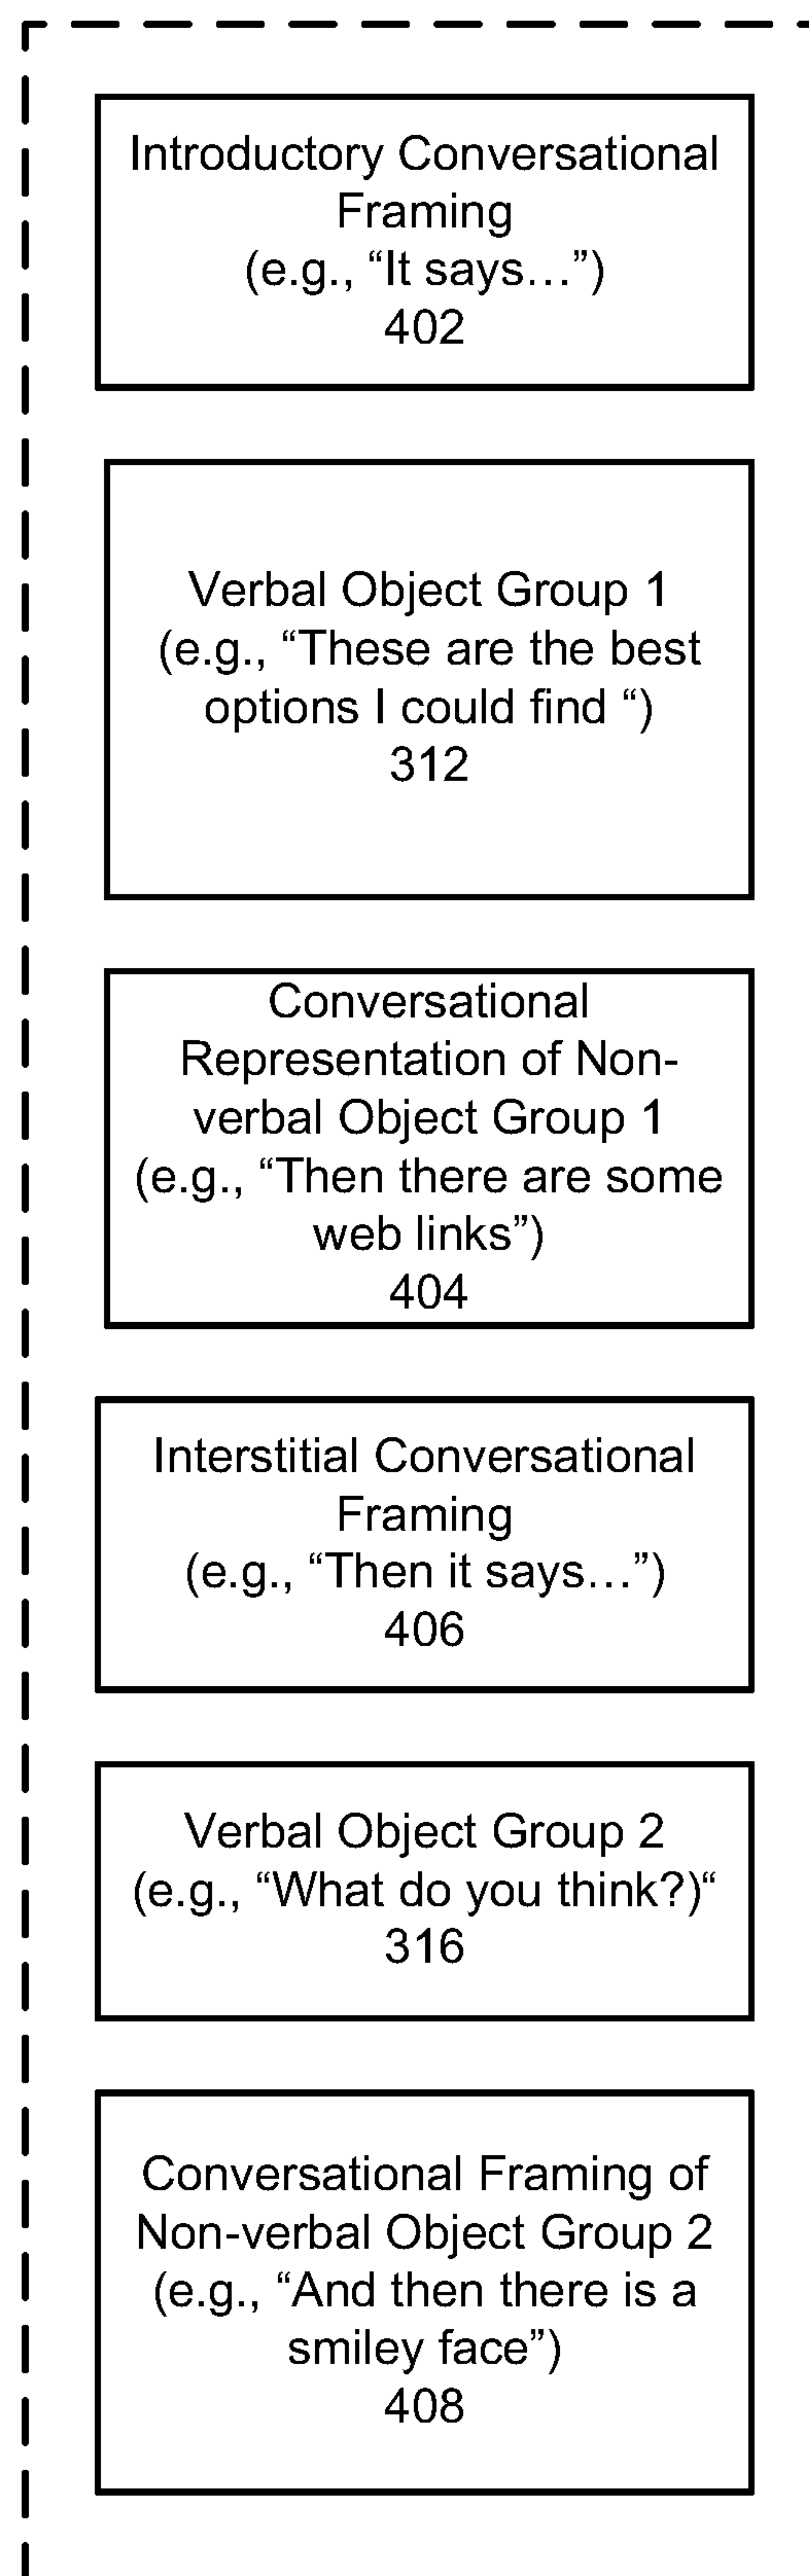 Introductory Conversational
Framing
(e.g., “It says…”)
402
Verbal Object Group 1
(e.g., “These are the best
options I could find “)
312
Conversational
Representation of Non-
verbal Object Group 1
(e.g., “Then there are some
web links”)
404
Interstitial Conversational
Framing
(e.g., “Then it says…”)
406
Verbal Object Group 2
(e.g., “What do you think?)“
316
Conversational Framing of
Non-verbal Object Group 2
(e.g., “And then there is a
smiley face”)
408